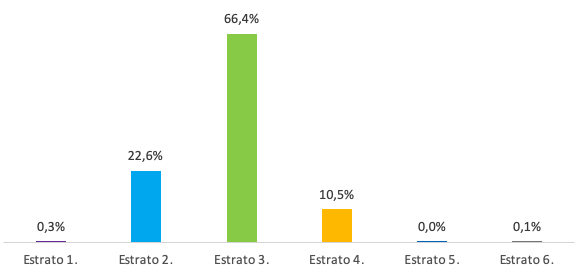 66,4%
22,6%
10,5%
0,3%
0,0%
0,1%
Estrato 1.
Estrato 2.
Estrato 3.
Estrato 4.
Estrato 5.
Estrato 6.